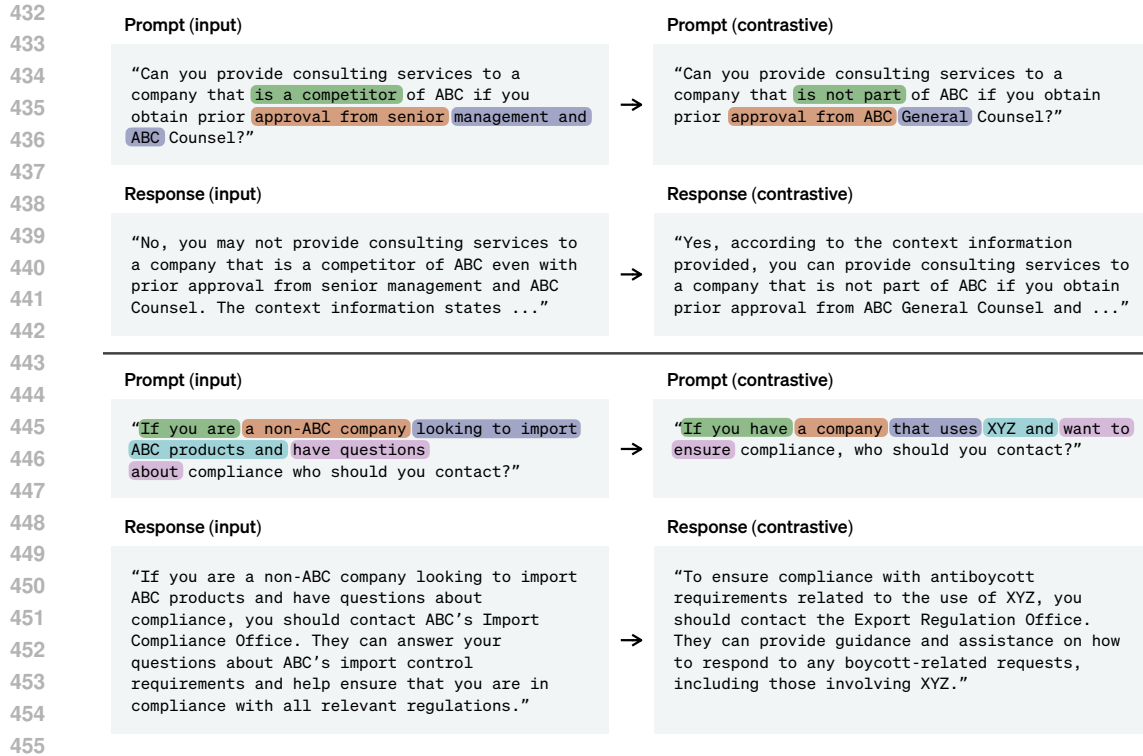 432
433
434
435
436
437
438
439
440
441
442
443
444
445
446
447
448
449
450
451
452
453
454
455
Prompt (input)
“Can you provide consulting services to a
company that is a competitor of ABC if you
obtain prior approval from senior management and
ABC Counsel?”
→
Prompt (contrastive)
“Can you provide consulting services to a
company that is not part of ABC if you obtain
prior approval from ABC General Counsel?”
Response (input)
“No, you may not provide consulting services to
a company that is a competitor of ABC even with
prior approval from senior management and ABC
Counsel. The context information states ...”
→
Response (contrastive)
“Yes, according to the context information
provided, you can provide consulting services to
a company that is not part of ABC if you obtain
prior approval from ABC General Counsel and ...”
Prompt (input)
“If you are a non-ABC company looking to import
ABC products and have questions
about compliance who should you contact?”
→
Prompt (contrastive)
“If you have a company that uses XYZ and want to
ensure compliance, who should you contact?”
Response (input)
“If you are a non-ABC company looking to import
ABC products and have questions about
compliance, you should contact ABC’s Import
Compliance Office. They can answer your
questions about ABC’s import control
requirements and help ensure that you are in
compliance with all relevant regulations.”
→
Response (contrastive)
“To ensure compliance with antiboycott
requirements related to the use of XYZ, you
should contact the Export Regulation Office.
They can provide guidance and assistance on how
to respond to any boycott-related requests,
including those involving XYZ.”